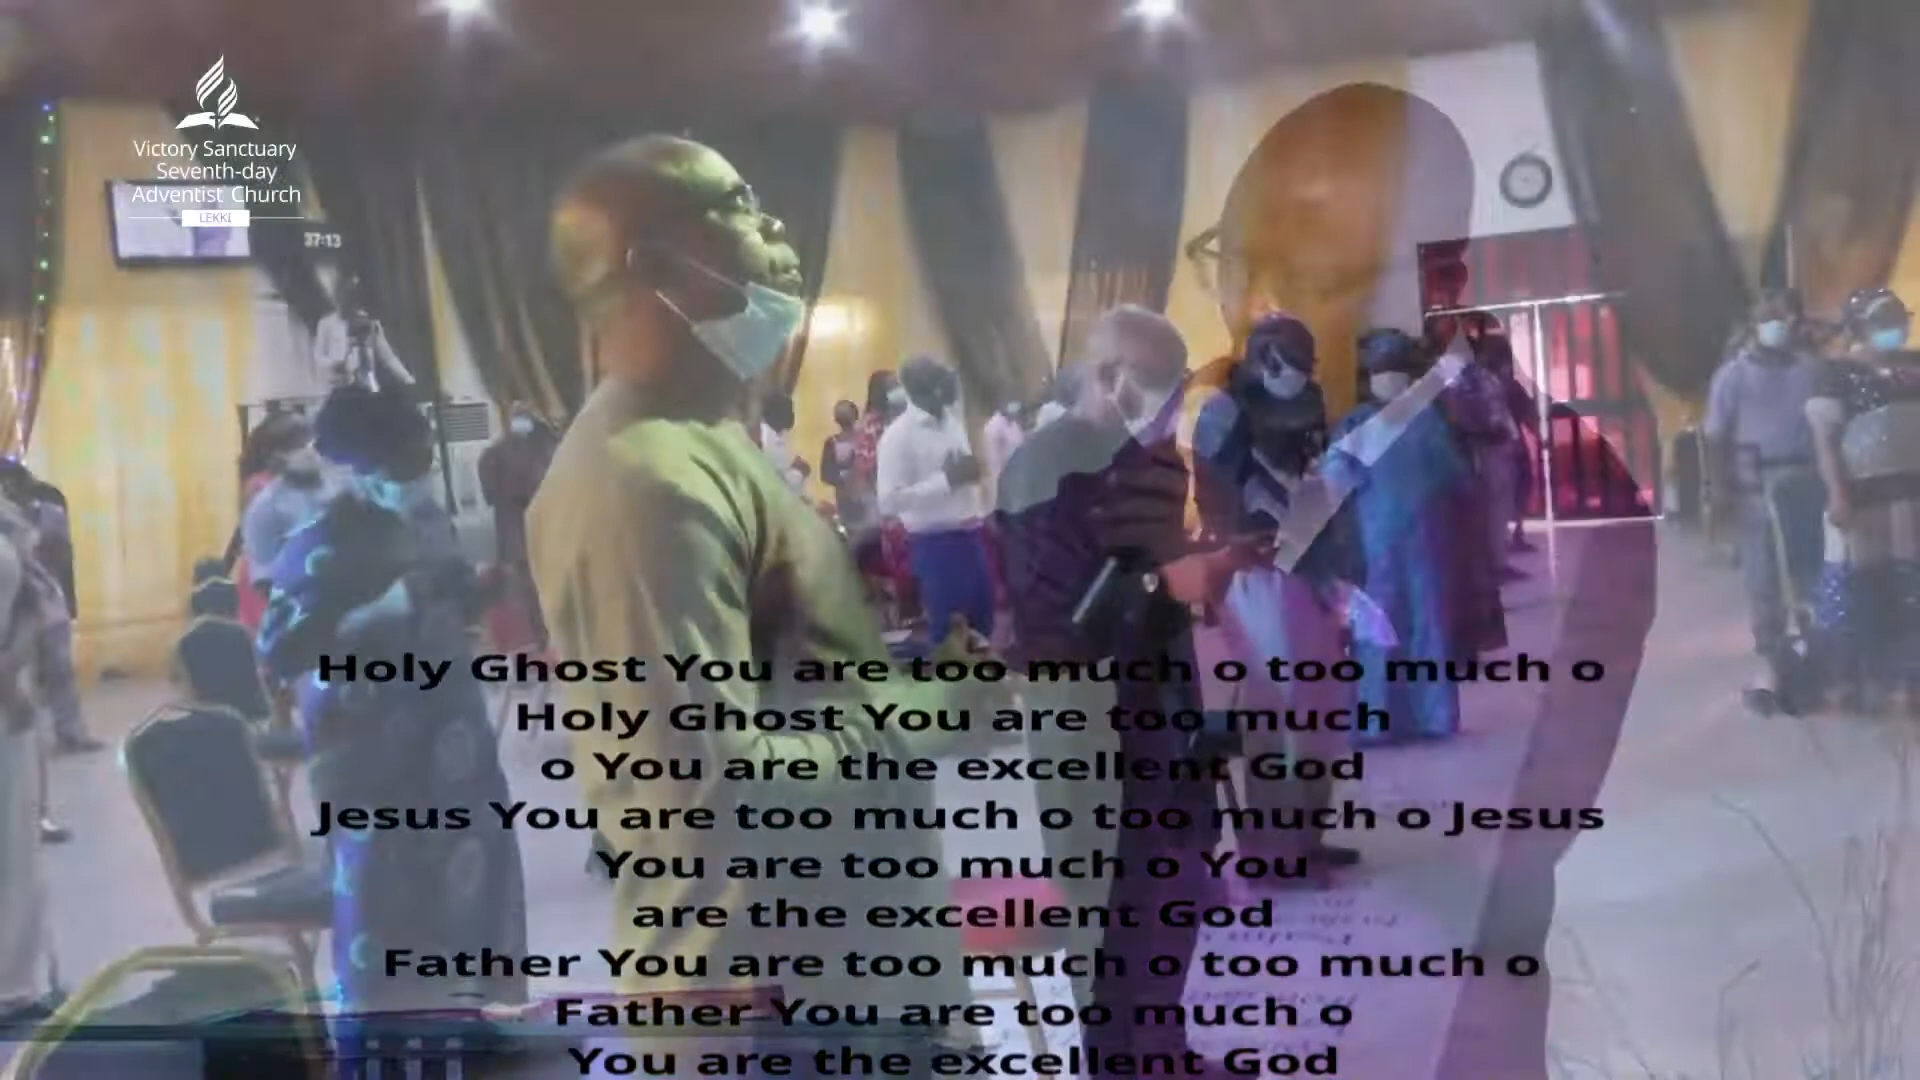 Victory Sanctuary
Seventh-day
Adventist Church
LEKKI
37:13
Holy Ghost You are too much o too much o
Holy Ghost You are too much
o You are the excellent God
Jesus You are too much o too much o Jesus
You are too much o You
are the excellent God
Father You are too much o too much o
Father You are too much o
You are the excellent God